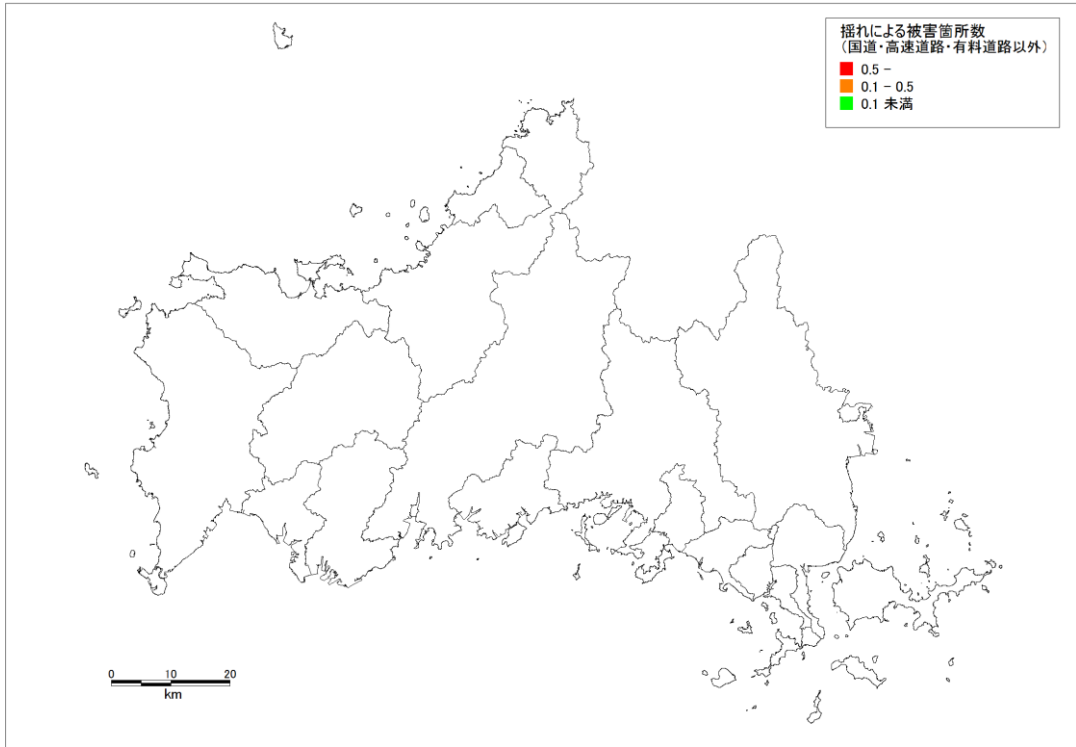 揺れによる被害箇所数
(国道・高速道路・有料道路以外)
0.5 -
0.1 - 0.5
0.1 未満
0 10 20
km